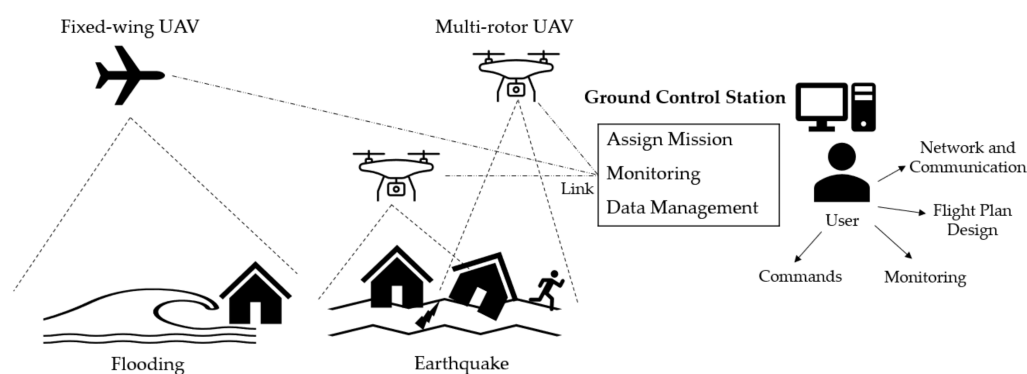 Fixed-wing UAV
Multi-rotor UAV
Ground Control Station
Assign Mission
Monitoring
Data Management
Link
User
Network and
Communication
Flight Plan
Design
Commands
Monitoring
Flooding
Earthquake